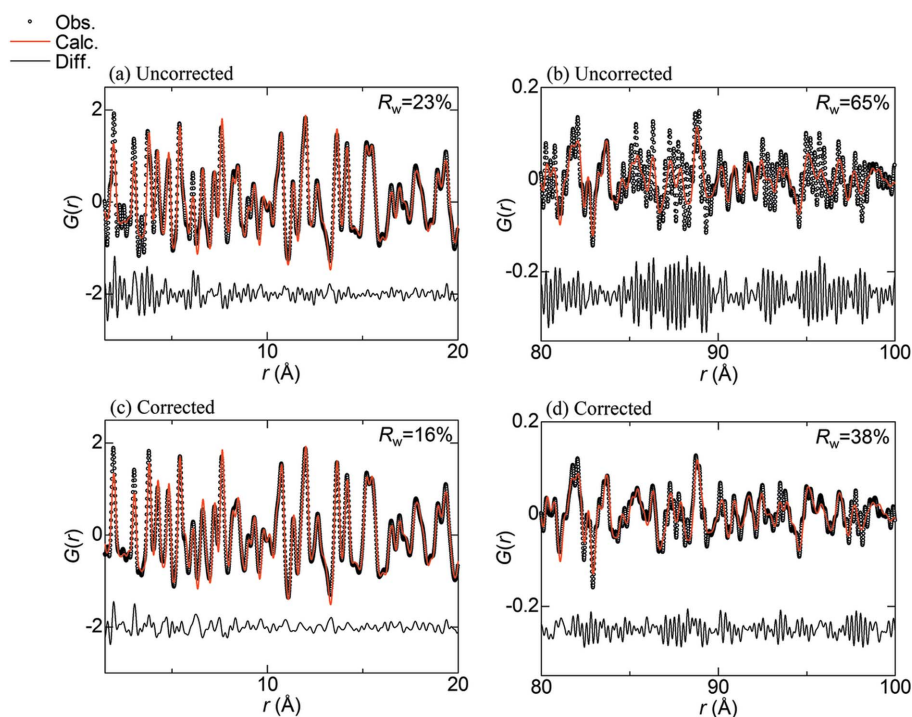 Obs.
Calc.
Diff.
(a) Uncorrected
R_w=23%
2
0
-2
G(r)
10
20
r (Å)
(b) Uncorrected
R_w=65%
0.2
0
-0.2
G(r)
80
90
100
r (Å)
(c) Corrected
R_w=16%
2
0
-2
G(r)
10
20
r (Å)
(d) Corrected
R_w=38%
0.2
0
-0.2
G(r)
80
90
100
r (Å)